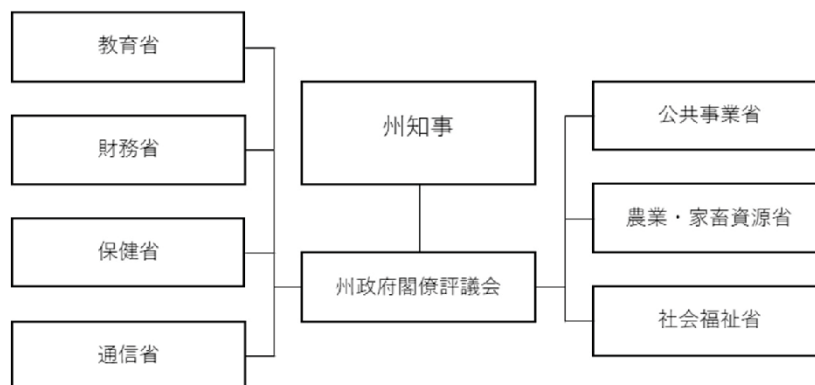 教育省
財務省
保健省
通信省
州知事
州政府閣僚評議会
公共事業省
農業・家畜資源省
社会福祉省